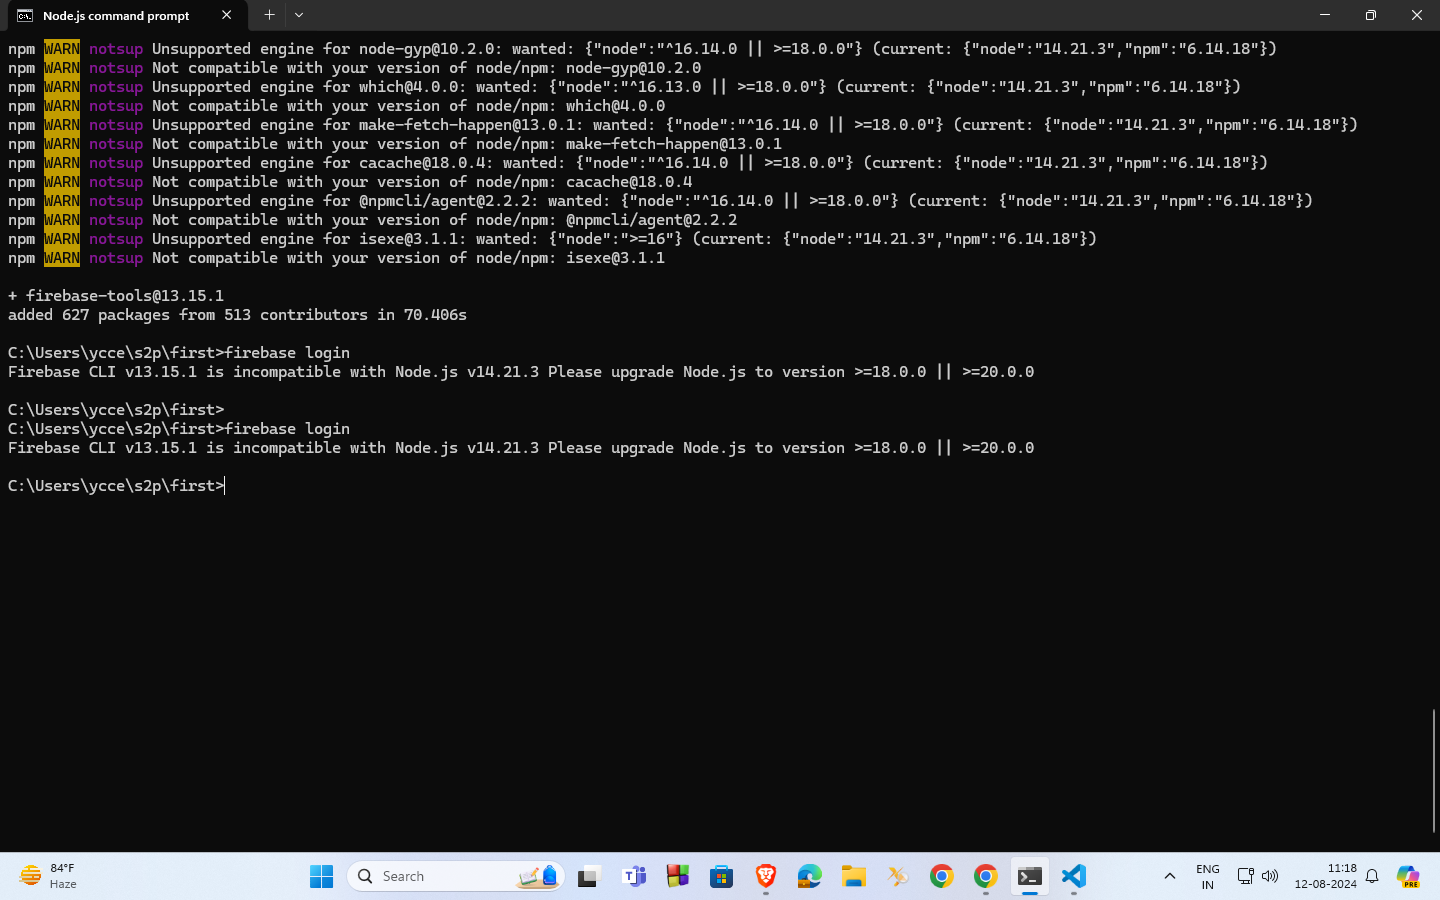 Node.js command prompt
npm WARN notsup Unsupported engine for node-gyp@10.2.0: wanted: {"node":"^16.14.0 || >=18.0.0"} (current: {"node":"14.21.3","npm":"6.14.18"})
npm WARN notsup Not compatible with your version of node/npm: node-gyp@10.2.0
npm WARN notsup Unsupported engine for which@4.0.0: wanted: {"node":"^16.13.0 || >=18.0.0"} (current: {"node":"14.21.3","npm":"6.14.18"})
npm WARN notsup Not compatible with your version of node/npm: which@4.0.0
npm WARN notsup Unsupported engine for make-fetch-happen@13.0.1: wanted: {"node":"^16.14.0 || >=18.0.0"} (current: {"node":"14.21.3","npm":"6.14.18"})
npm WARN notsup Not compatible with your version of node/npm: make-fetch-happen@13.0.1
npm WARN notsup Unsupported engine for cacache@18.0.4: wanted: {"node":"^16.14.0 || >=18.0.0"} (current: {"node":"14.21.3","npm":"6.14.18"})
npm WARN notsup Not compatible with your version of node/npm: cacache@18.0.4
npm WARN notsup Unsupported engine for @npmcli/agent@2.2.2: wanted: {"node":"^16.14.0 || >=18.0.0"} (current: {"node":"14.21.3","npm":"6.14.18"})
npm WARN notsup Not compatible with your version of node/npm: @npmcli/agent@2.2.2
npm WARN notsup Unsupported engine for isexe@3.1.1: wanted: {"node":">=16"} (current: {"node":"14.21.3","npm":"6.14.18"})
npm WARN notsup Not compatible with your version of node/npm: isexe@3.1.1
+ firebase-tools@13.15.1
added 627 packages from 513 contributors in 70.406s
C:\Users\ycce\s2p\first>firebase login
Firebase CLI v13.15.1 is incompatible with Node.js v14.21.3 Please upgrade Node.js to version >=18.0.0 || >=20.0.0
C:\Users\ycce\s2p\first>
C:\Users\ycce\s2p\first>firebase login
Firebase CLI v13.15.1 is incompatible with Node.js v14.21.3 Please upgrade Node.js to version >=18.0.0 || >=20.0.0
C:\Users\ycce\s2p\first>
84°F
Haze
Search
ENG
IN
11:18
12-08-2024
PRE